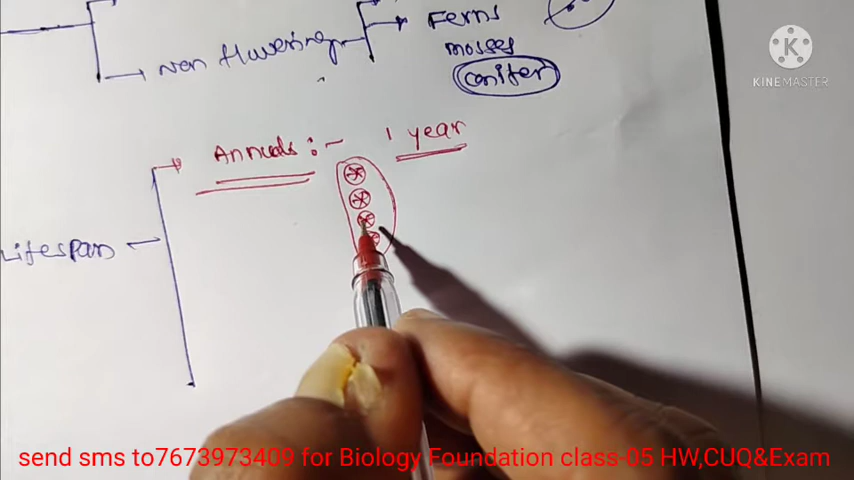 Ferns
Non flowering
mosses
conifer
KINEMASTER
Annuals :- 1 year
Lifespan
send sms to7673973409 for Biology Foundation class-05 HW,CUQ&Exam